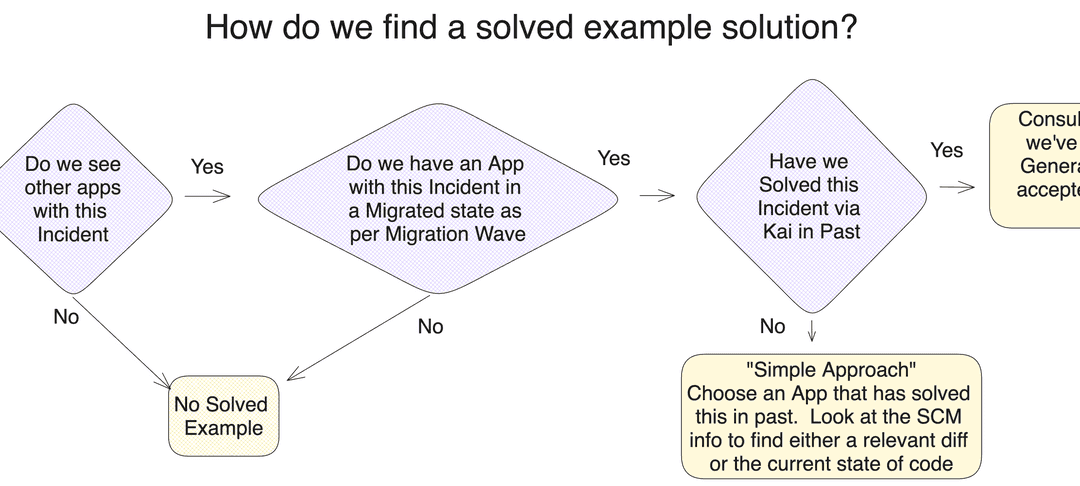 How do we find a solved example solution?
Do we see
other apps
with this
Incident
Yes
No
Do we have an App
with this Incident in
a Migrated state as
per Migration Wave
Yes
No
Have we
Solved this
Incident via
Kai in Past
Yes
No
we've
No Solved
Example
"Simple Approach"
Choose an App that has solved
this in past.  Look at the SCM
info to find either a relevant diff
or the current state of code